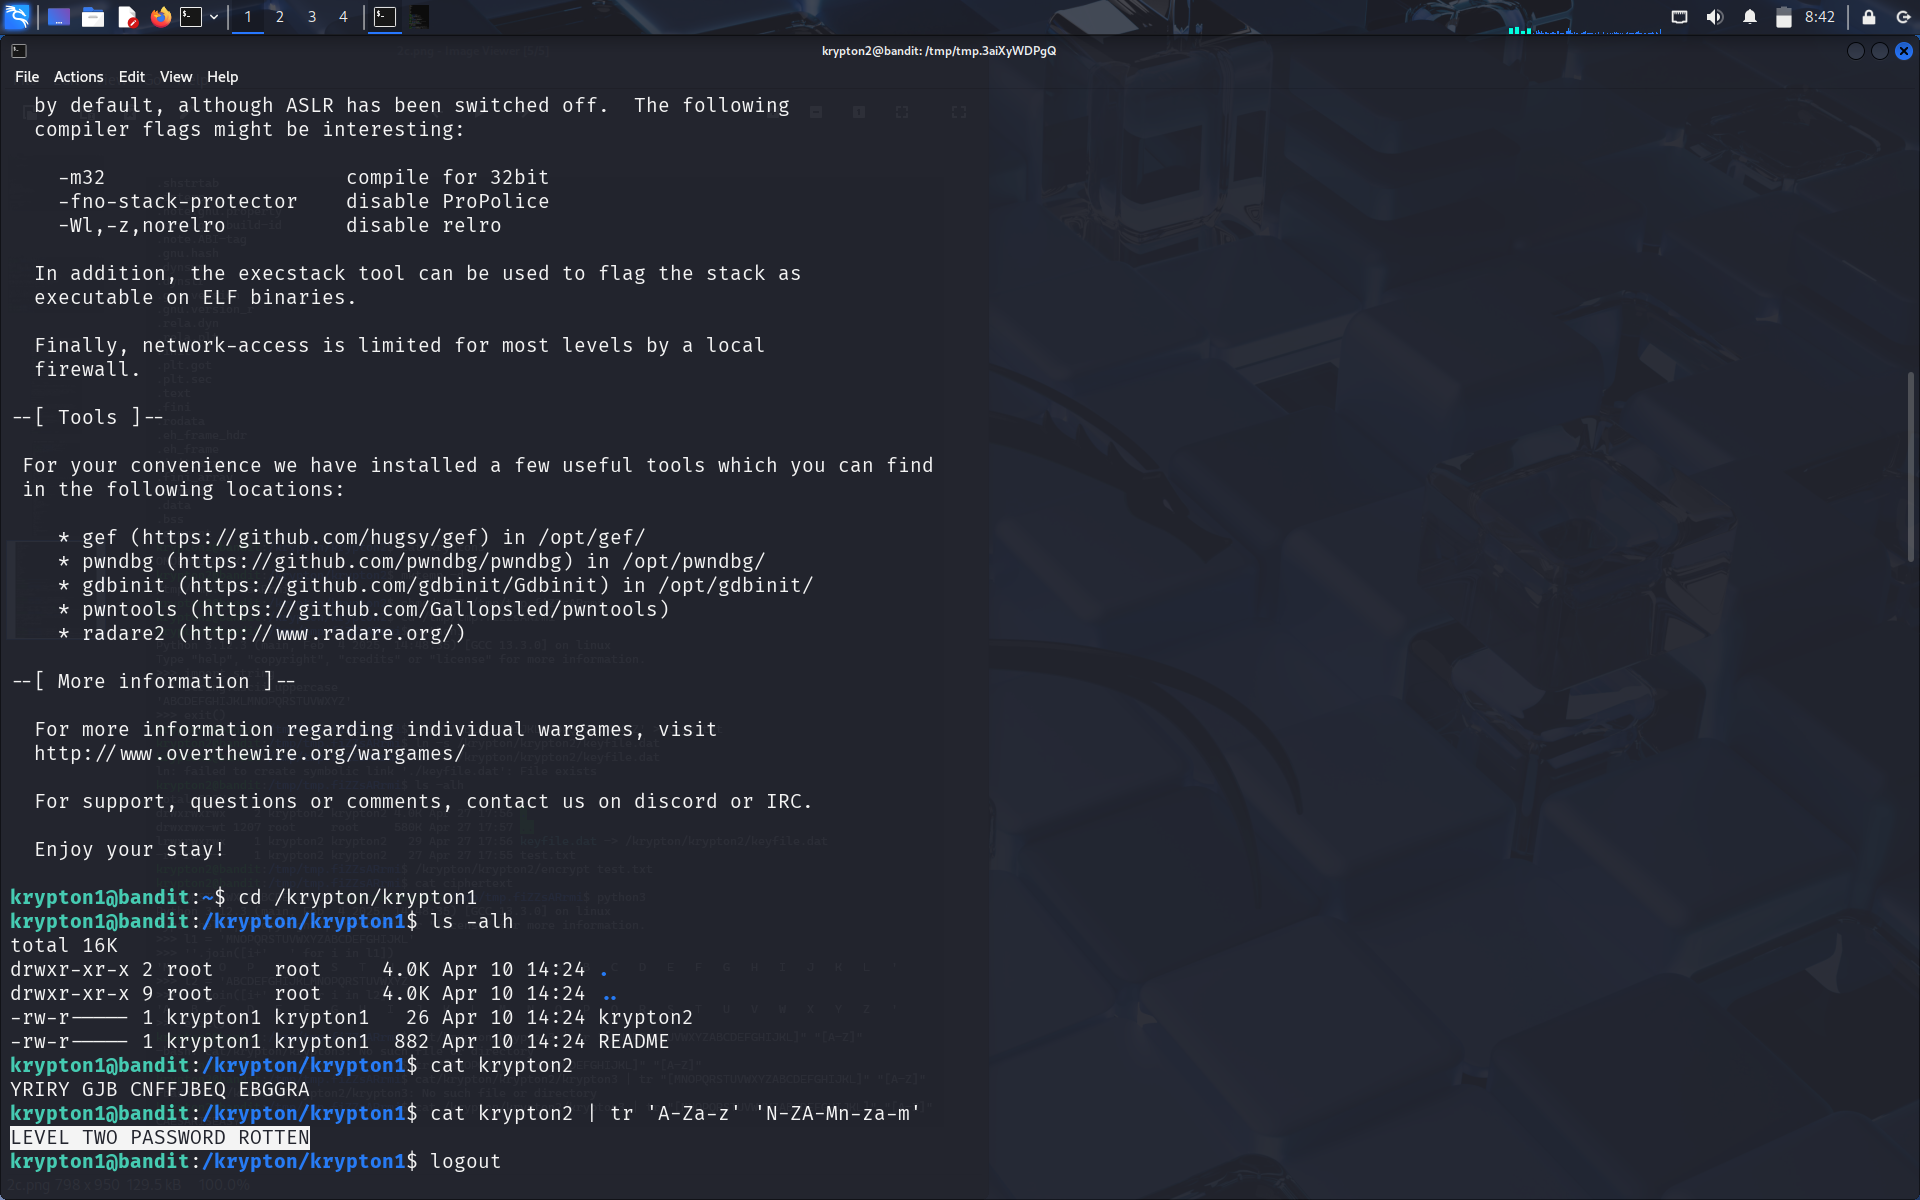 1 2 3 4 8:42
krypton2@bandit: /tmp/tmp.3aiXyWDPgQ
File Actions Edit View Help
by default, although ASLR has been switched off.  The following
compiler flags might be interesting:
-m32                    compile for 32bit
-fno-stack-protector    disable ProPolice
-Wl,-z,norelro          disable relro
In addition, the execstack tool can be used to flag the stack as
executable on ELF binaries.
Finally, network-access is limited for most levels by a local
firewall.
--[ Tools ]--
For your convenience we have installed a few useful tools which you can find
in the following locations:
* gef (https://github.com/hugsy/gef) in /opt/gef/
* pwndbg (https://github.com/pwndbg/pwndbg) in /opt/pwndbg/
* gdbinit (https://github.com/gdbinit/Gdbinit) in /opt/gdbinit/
* pwntools (https://github.com/Gallopsled/pwntools)
* radare2 (http://www.radare.org/)
--[ More information ]--
For more information regarding individual wargames, visit
http://www.overthewire.org/wargames/
For support, questions or comments, contact us on discord or IRC.
Enjoy your stay!
krypton1@bandit:~$ cd /krypton/krypton1
krypton1@bandit:/krypton/krypton1$ ls -alh
total 16K
drwxr-xr-x 2 root     root     4.0K Apr 10 14:24 .
drwxr-xr-x 9 root     root     4.0K Apr 10 14:24 ..
-rw-r----- 1 krypton1 krypton1   26 Apr 10 14:24 krypton2
-rw-r----- 1 krypton1 krypton1  882 Apr 10 14:24 README
krypton1@bandit:/krypton/krypton1$ cat krypton2
YRIRY GJB CNFFJBEQ EBGGRA
krypton1@bandit:/krypton/krypton1$ cat krypton2 | tr 'A-Za-z' 'N-ZA-Mn-za-m'
LEVEL TWO PASSWORD ROTTEN
krypton1@bandit:/krypton/krypton1$ logout
2c.png 798 x 950 129.5 kB 100.0%